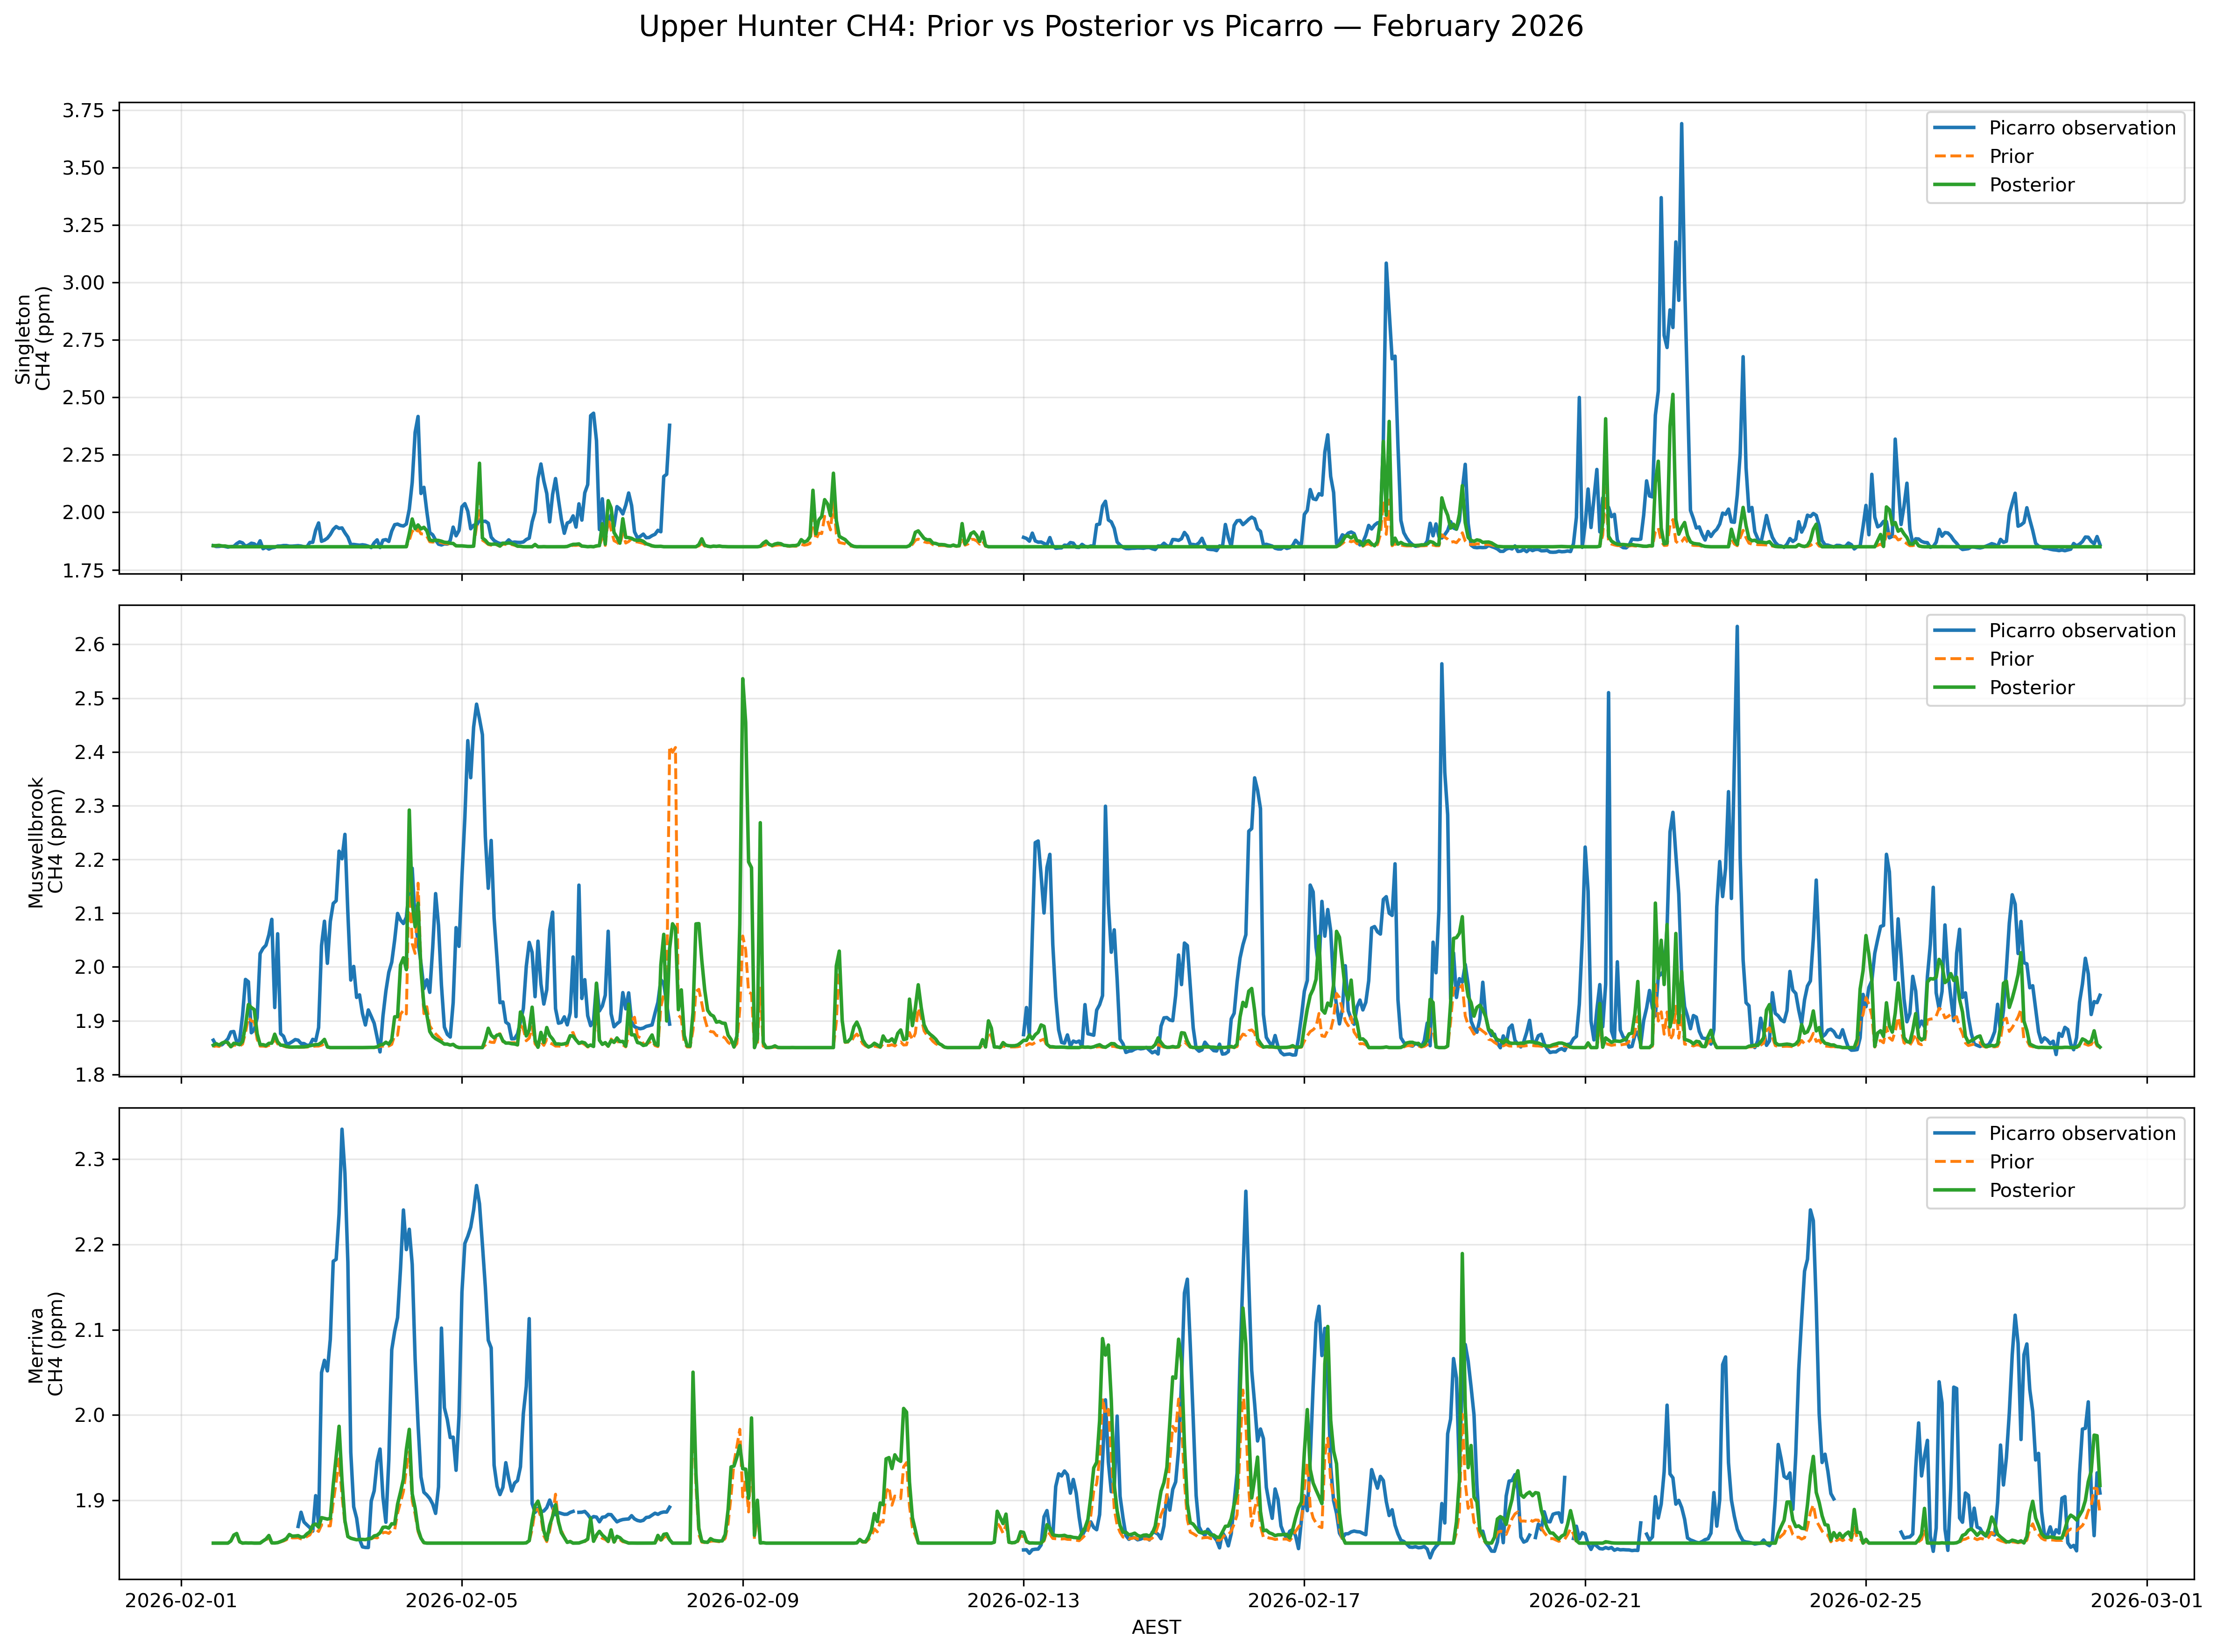 Upper Hunter CH4: Prior vs Posterior vs Picarro — February 2026
Singleton
CH4 (ppm)
3.75
3.50
3.25
3.00
2.75
2.50
2.25
2.00
1.75
Picarro observation
Prior
Posterior
Muswellbrook
CH4 (ppm)
2.6
2.5
2.4
2.3
2.2
2.1
2.0
1.9
1.8
Picarro observation
Prior
Posterior
Merriwa
CH4 (ppm)
2.3
2.2
2.1
2.0
1.9
Picarro observation
Prior
Posterior
2026-02-01 2026-02-05 2026-02-09 2026-02-13 2026-02-17 2026-02-21 2026-02-25 2026-03-01
AEST